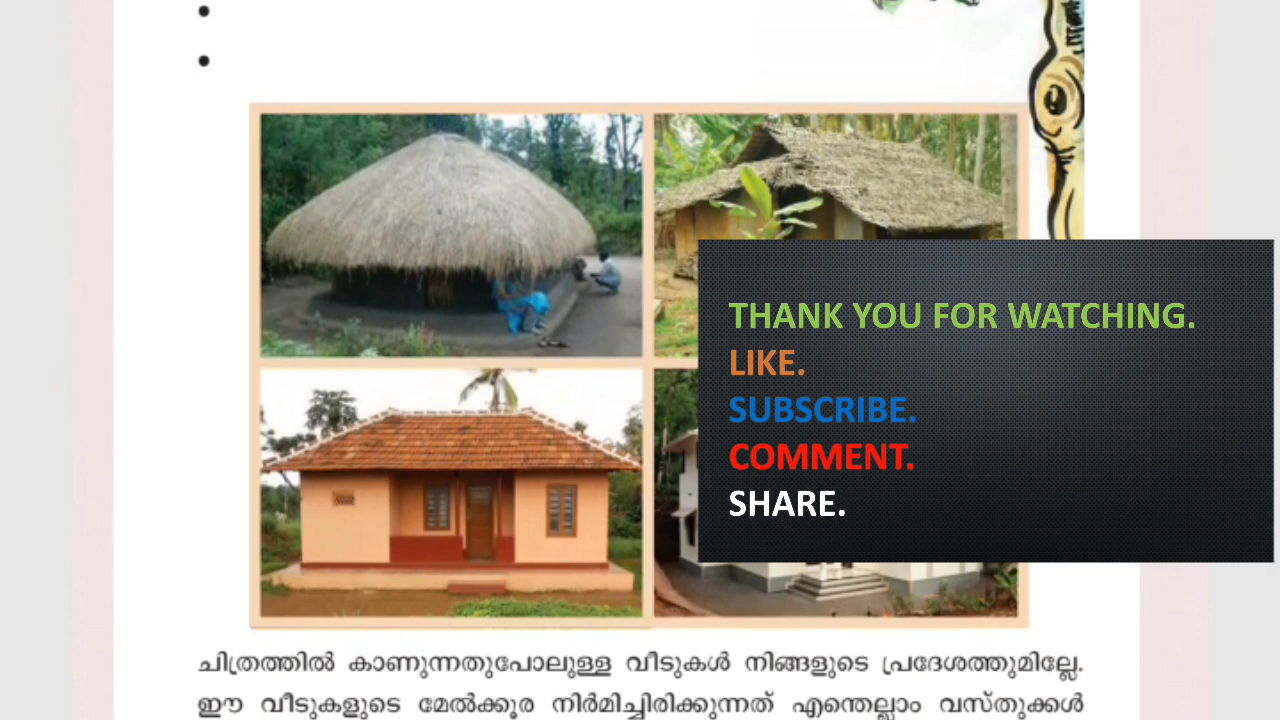 THANK YOU FOR WATCHING.
LIKE.
SUBSCRIBE.
COMMENT.
SHARE.
ചിത്രത്തിൽ കാണുന്നതുപോലുള്ള വീടുകൾ നിങ്ങളുടെ പ്രദേശത്തുമില്ലേ.
ഈ വീടുകളുടെ മേൽക്കൂര നിർമിച്ചിരിക്കുന്നത് എന്തെല്ലാം വസ്തുക്കൾ